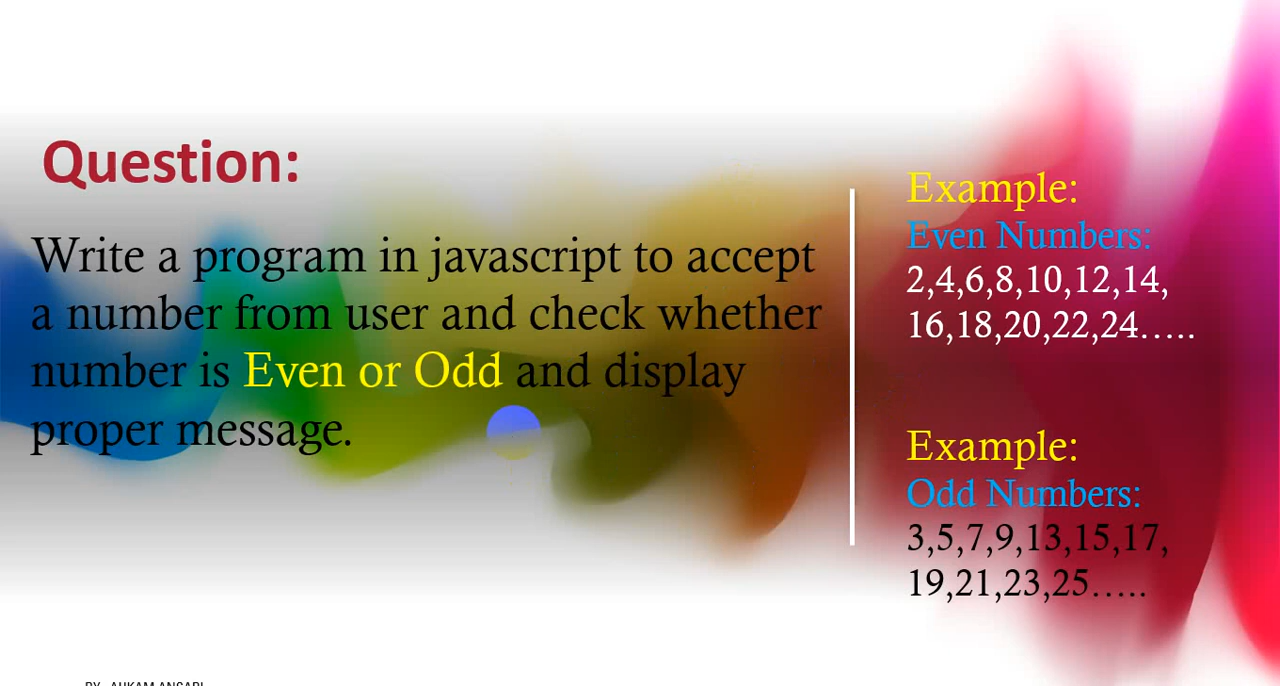 Question:
Write a program in javascript to accept
a number from user and check whether
number is Even or Odd and display
proper message.
Example:
Even Numbers:
2,4,6,8,10,12,14,
16,18,20,22,24.....
Example:
Odd Numbers:
3,5,7,9,13,15,17,
19,21,23,25.....